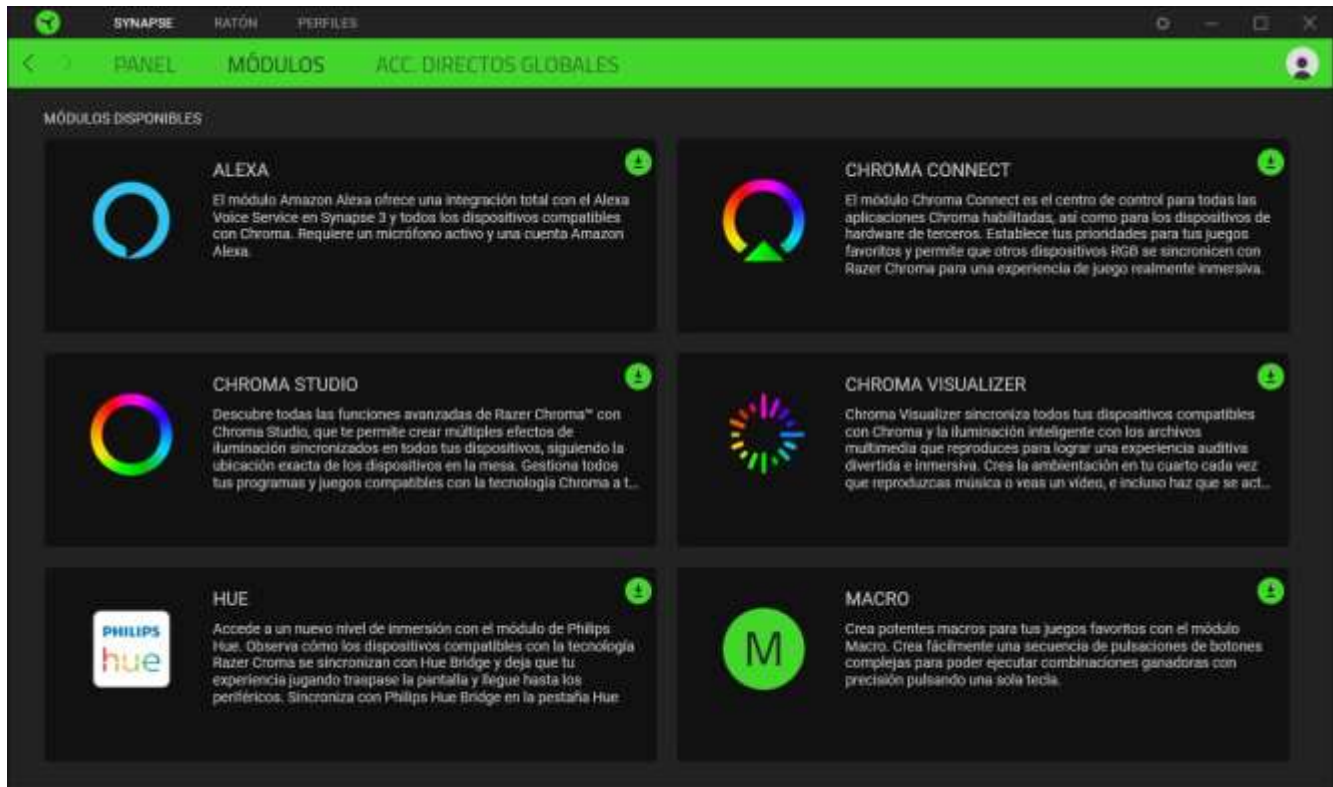 SYNAPSE RATÓN PERFILES
PANEL MÓDULOS ACC. DIRECTOS GLOBALES
MÓDULOS DISPONIBLES
ALEXA
El módulo Amazon Alexa ofrece una integración total con el Alexa
Voice Service en Synapse 3 y todos los dispositivos compatibles
con Chroma. Requiere un micrófono activo y una cuenta Amazon
Alexa.
CHROMA CONNECT
El módulo Chroma Connect es el centro de control para todas las
aplicaciones Chroma habilitadas, así como para los dispositivos de
hardware de terceros. Establece tus prioridades para tus juegos
favoritos y permite que otros dispositivos RGB se sincronicen con
Razer Chroma para una experiencia de juego realmente inmersiva.
CHROMA STUDIO
Descubre todas las funciones avanzadas de Razer Chroma™ con
Chroma Studio, que te permite crear múltiples efectos de
iluminación sincronizados en todos tus dispositivos, siguiendo la
ubicación exacta de los dispositivos en la mesa. Gestiona todos
tus programas y juegos compatibles con la tecnología Chroma a t...
CHROMA VISUALIZER
Chroma Visualizer sincroniza todos tus dispositivos compatibles
con Chroma y la iluminación inteligente con los archivos
multimedia que reproduces para lograr una experiencia auditiva
divertida e inmersiva. Crea la ambientación en tu cuarto cada vez
que reproduzcas música o veas un vídeo, e incluso haz que se act...
PHILIPS
hue
HUE
Accede a un nuevo nivel de inmersión con el módulo de Philips
Hue. Observa cómo los dispositivos compatibles con la tecnología
Razer Croma se sincronizan con Hue Bridge y deja que tu
experiencia jugando traspase la pantalla y llegue hasta los
periféricos. Sincroniza con Philips Hue Bridge en la pestaña Hue
M
MACRO
Crea potentes macros para tus juegos favoritos con el módulo
Macro. Crea fácilmente una secuencia de pulsaciones de botones
complejas para poder ejecutar combinaciones ganadoras con
precisión pulsando una sola tecla.